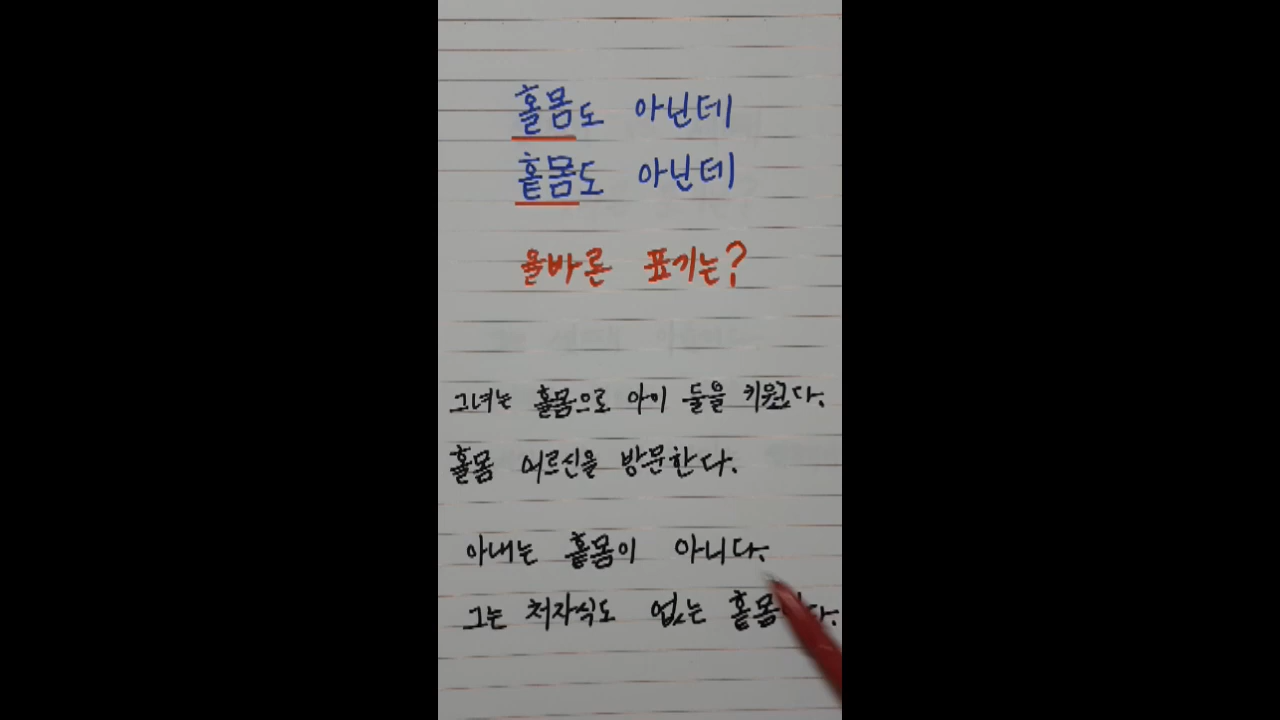 홀몸도 아닌데
홑몸도 아닌데
올바른 표기는?
그녀는 홀몸으로 아이 둘을 키웠다.
홀몸 어르신을 방문한다.
아내는 홑몸이 아니다.
그는 처자식도 없는